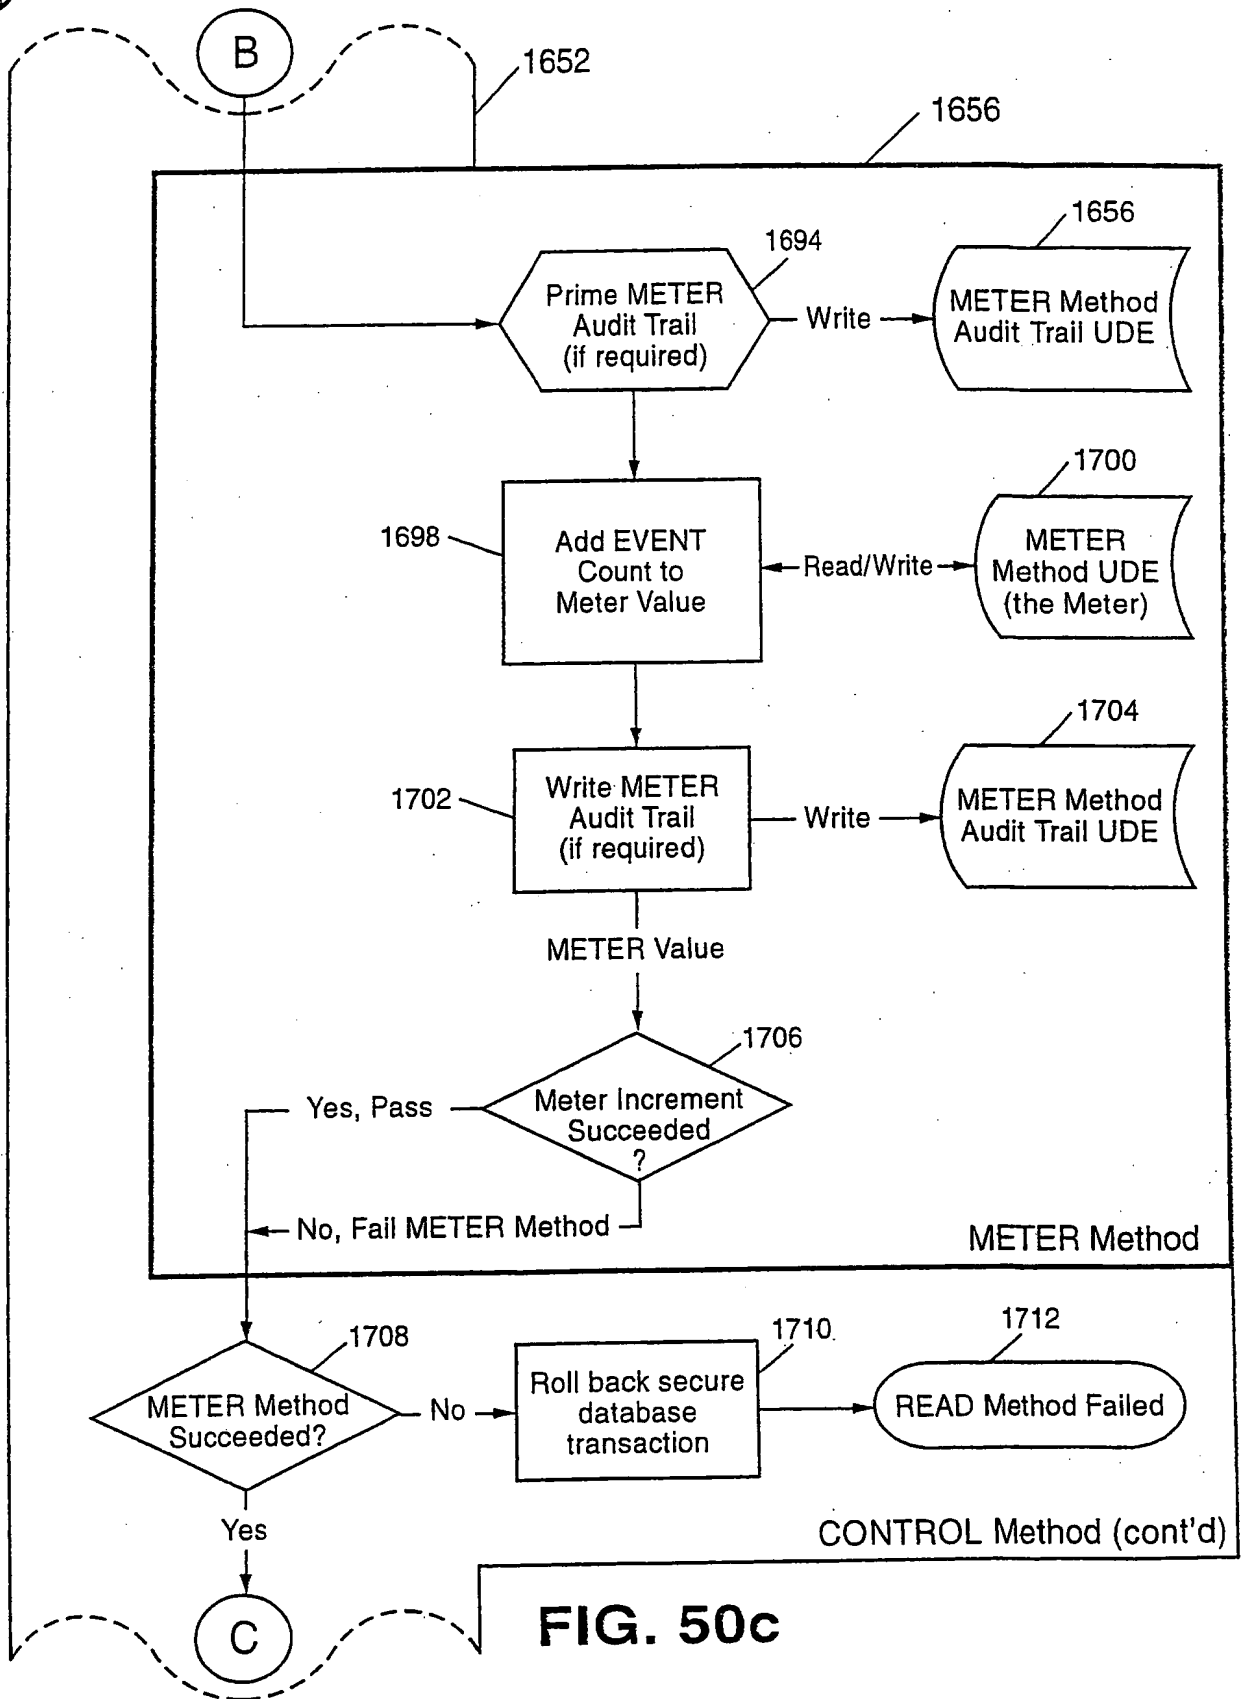 B
1652
1656
1656
1694
Prime METER
Audit Trail
(if required)
Write
METER Method
Audit Trail UDE
1700
1698
Add EVENT
Count to
Meter Value
Read/Write
METER
Method UDE
(the Meter)
1704
1702
Write METER
Audit Trail
(if required)
Write
METER Method
Audit Trail UDE
METER Value
1706
Yes, Pass
Meter Increment
Succeeded
?
No, Fail METER Method
METER Method
1708
1710
1712
METER Method
Succeeded?
No
Roll back secure
database
transaction
READ Method Failed
Yes
CONTROL Method (cont'd)
C
FIG. 50c